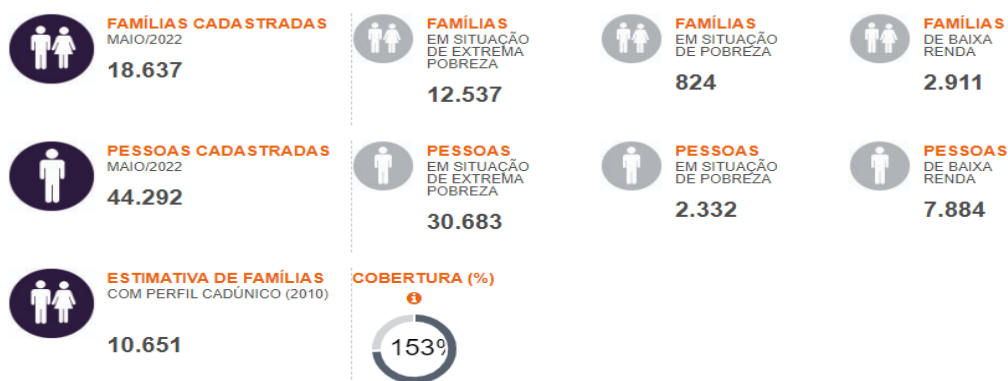 FAMÍLIAS CADASTRADAS
MAIO/2022
18.637
FAMÍLIAS
EM SITUAÇÃO
DE EXTREMA
POBREZA
12.537
FAMÍLIAS
EM SITUAÇÃO
DE POBREZA
824
FAMÍLIAS
DE BAIXA
RENDA
2.911
PESSOAS CADASTRADAS
MAIO/2022
44.292
PESSOAS
EM SITUAÇÃO
DE EXTREMA
POBREZA
30.683
PESSOAS
EM SITUAÇÃO
DE POBREZA
2.332
PESSOAS
DE BAIXA
RENDA
7.884
ESTIMATIVA DE FAMÍLIAS
COM PERFIL CADÚNICO (2010)
10.651
COBERTURA (%)
153%